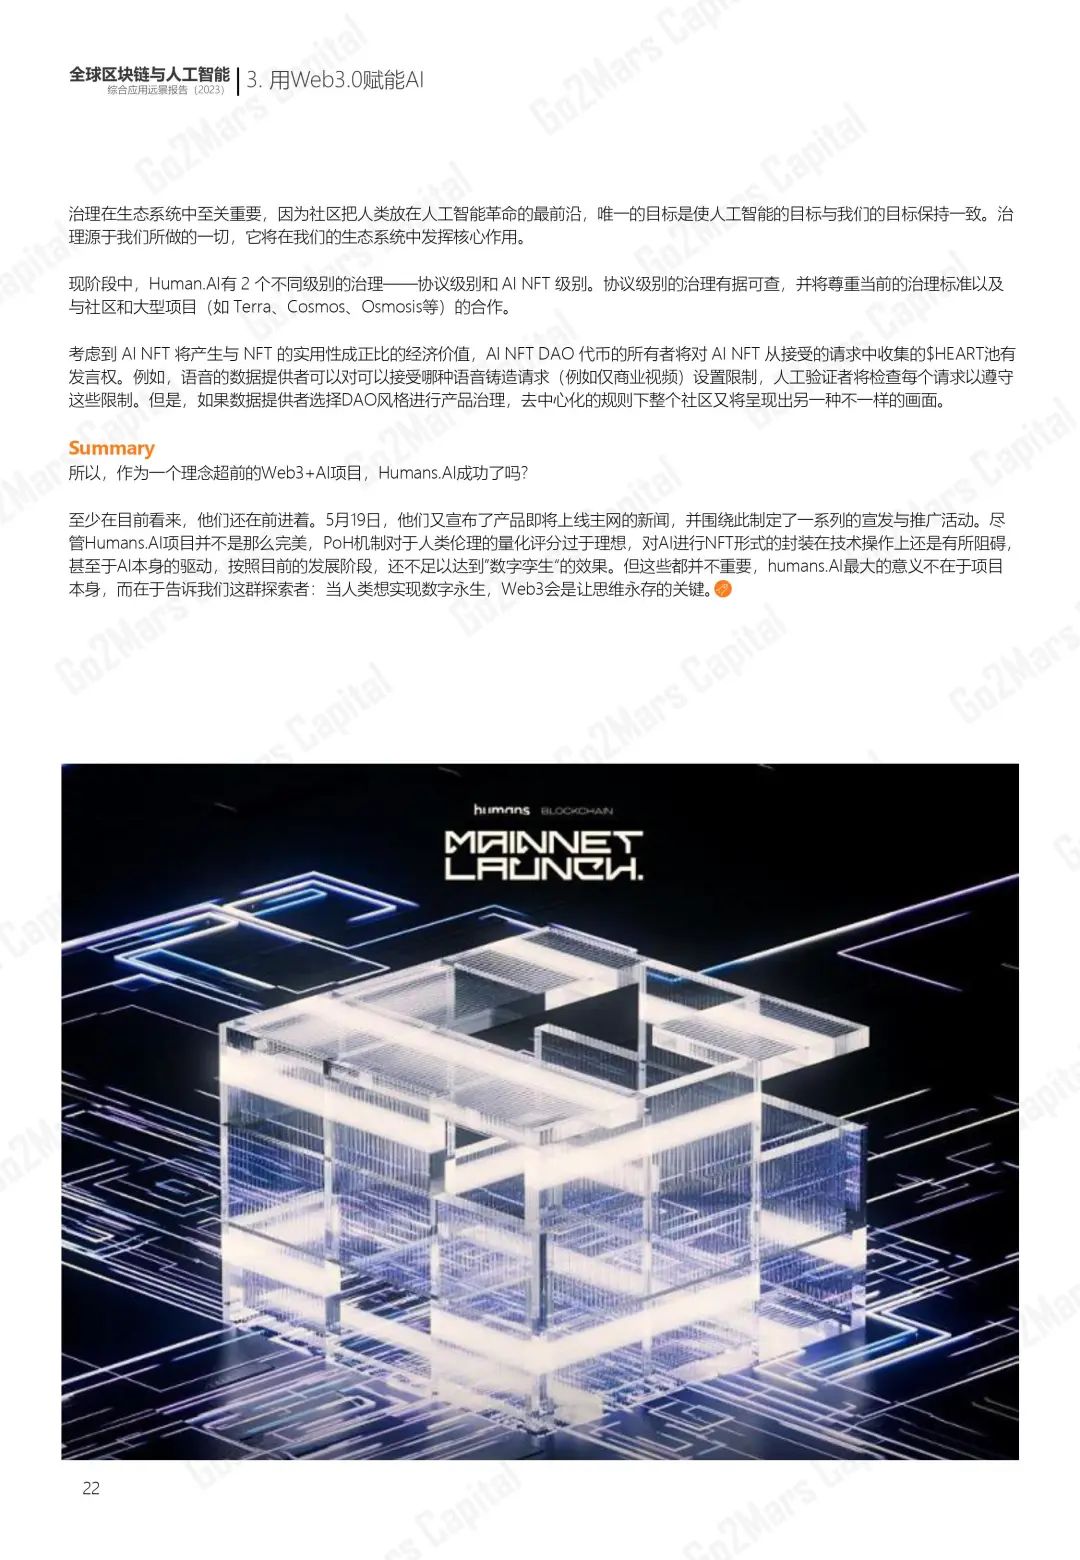 全球区块链与人工智能
综合应用远景报告（2023）
3. 用Web3.0赋能AI
治理在生态系统中至关重要，因为社区把人类放在人工智能革命的最前沿，唯一的目标是使人工智能的目标与我们的目标保持一致。治
理源于我们所做的一切，它将在我们的生态系统中发挥核心作用。
现阶段中，Human.AI有 2 个不同级别的治理——协议级别和 AI NFT 级别。协议级别的治理有据可查，并将尊重当前的治理标准以及
与社区和大型项目（如 Terra、Cosmos、Osmosis等）的合作。
考虑到 AI NFT 将产生与 NFT 的实用性成正比的经济价值，AI NFT DAO 代币的所有者将对 AI NFT 从接受的请求中收集的$HEART池有
发言权。例如，语音的数据提供者可以对可以接受哪种语音铸造请求（例如仅商业视频）设置限制，人工验证者将检查每个请求以遵守
这些限制。但是，如果数据提供者选择DAO风格进行产品治理，去中心化的规则下整个社区又将呈现出另一种不一样的画面。
Summary
所以，作为一个理念超前的Web3+AI项目，Humans.AI成功了吗?
至少在目前看来，他们还在前进着。5月19日，他们又宣布了产品即将上线主网的新闻，并围绕此制定了一系列的宣发与推广活动。尽
管Humans.AI项目并不是那么完美，PoH机制对于人类伦理的量化评分过于理想，对AI进行NFT形式的封装在技术操作上还是有所阻碍，
甚至于AI本身的驱动，按照目前的发展阶段，还不足以达到”数字孪生“的效果。但这些都并不重要，humans.AI最大的意义不在于项目
本身，而在于告诉我们这群探索者：当人类想实现数字永生，Web3会是让思维永存的关键。
humans BLOCKCHAIN
MAINNET
LAUNCH.
22
Go2Mars Capital